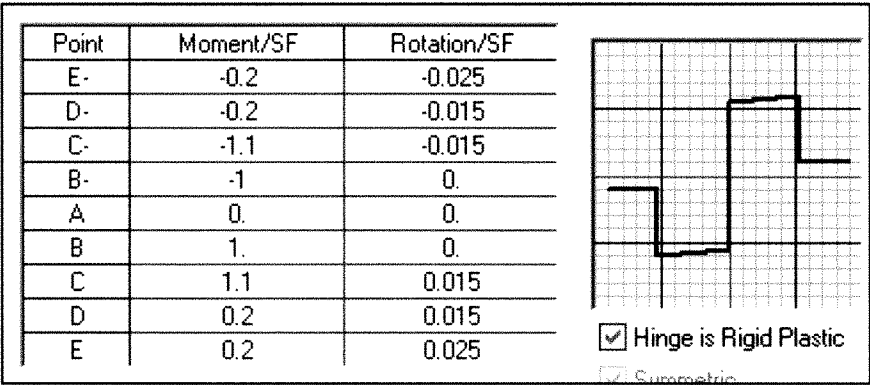 Point Moment/SF Rotation/SF
E- -0.2 -0.025
D- -0.2 -0.015
C- -1.1 -0.015
B- -1 0.
A 0. 0.
B 1. 0.
C 1.1 0.015
D 0.2 0.015
E 0.2 0.025
Hinge is Rigid Plastic
Symmetric